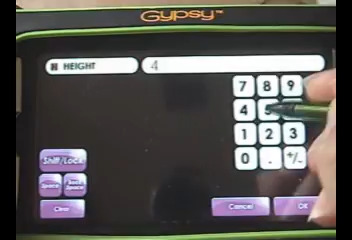 Gypsy™
HEIGHT 4
7 8 9
4 5
1 2 3
0 . +/-
Shift/Lock
Space Back Space
Clear
Cancel OK